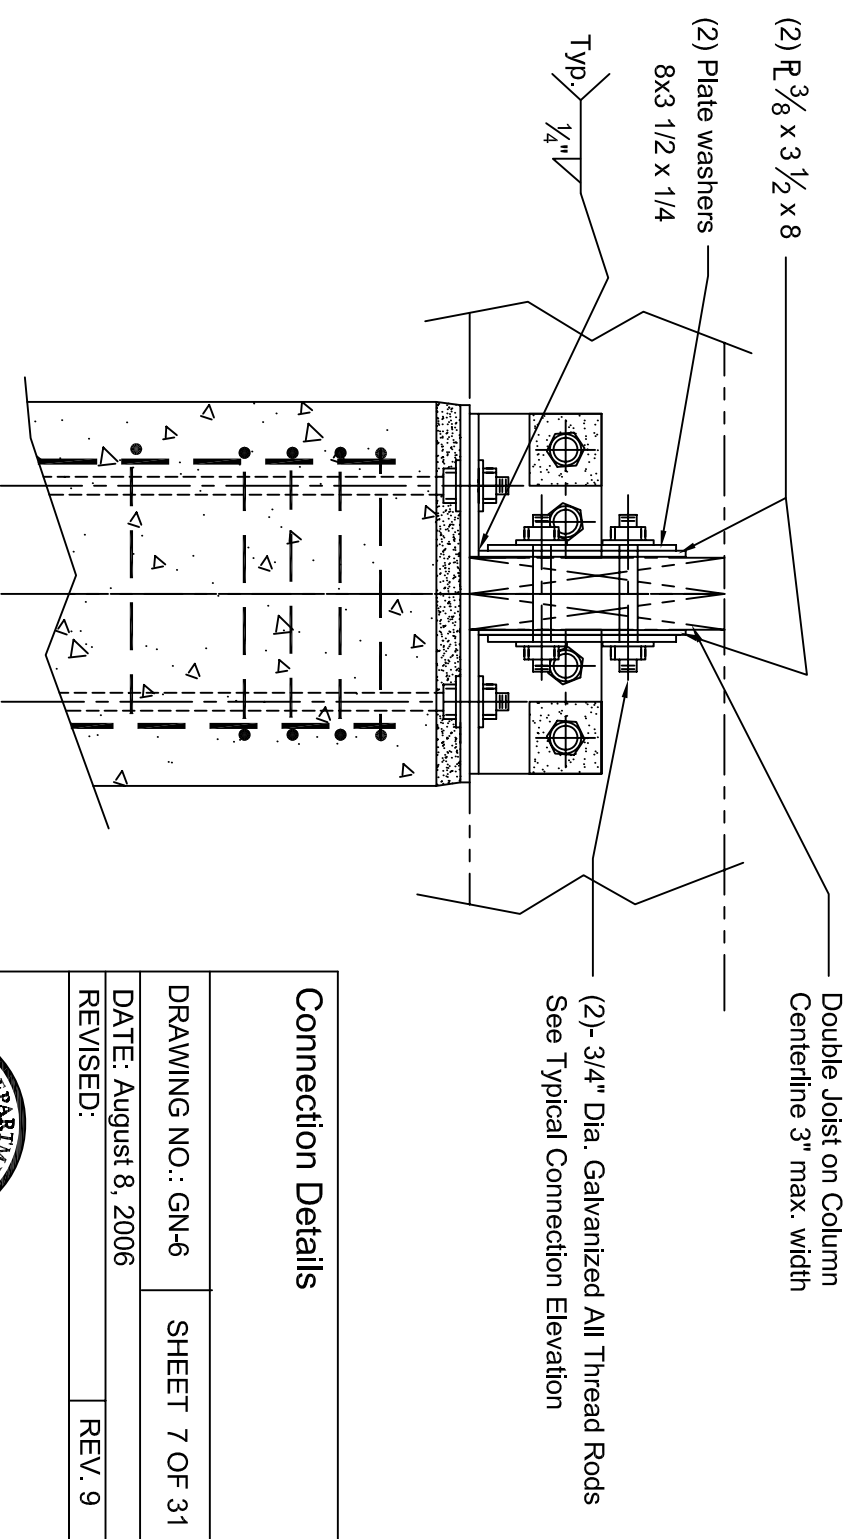 (2) PL 3/8 x 3 1/2 x 8
(2) Plate washers
8x3 1/2 x 1/4
Typ.
1/4"
Double Joist on Column
Centerline 3" max. width
(2)- 3/4" Dia. Galvanized All Thread Rods
See Typical Connection Elevation
Connection Details
DRAWING NO.: GN-6
SHEET 7 OF 31
DATE: August 8, 2006
REVISED:
REV. 9